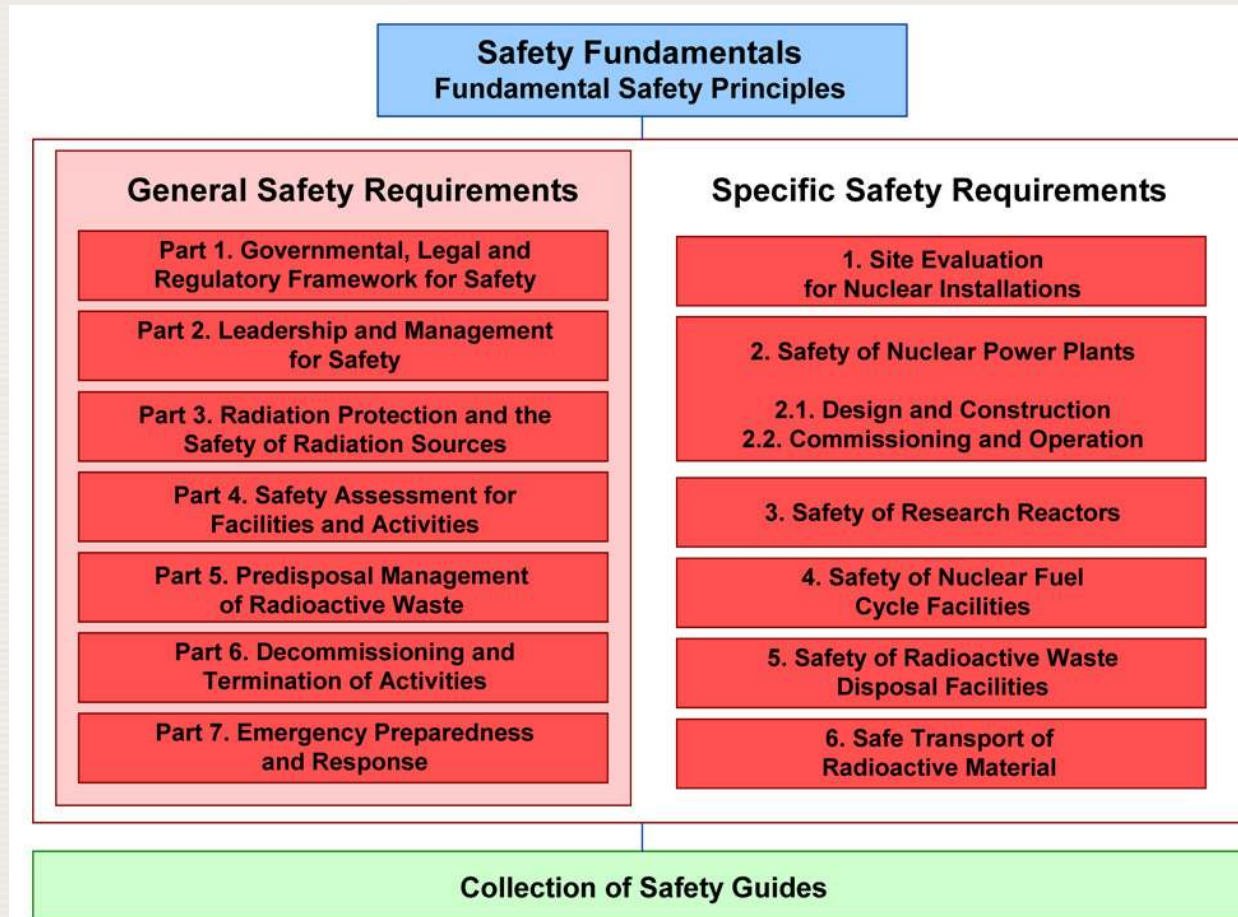 Safety Fundamentals
Fundamental Safety Principles
General Safety Requirements
Part 1. Governmental, Legal and
Regulatory Framework for Safety
Part 2. Leadership and Management
for Safety
Part 3. Radiation Protection and the
Safety of Radiation Sources
Part 4. Safety Assessment for
Facilities and Activities
Part 5. Predisposal Management
of Radioactive Waste
Part 6. Decommissioning and
Termination of Activities
Part 7. Emergency Preparedness
and Response
Specific Safety Requirements
1. Site Evaluation
for Nuclear Installations
2. Safety of Nuclear Power Plants
2.1. Design and Construction
2.2. Commissioning and Operation
3. Safety of Research Reactors
4. Safety of Nuclear Fuel
Cycle Facilities
5. Safety of Radioactive Waste
Disposal Facilities
6. Safe Transport of
Radioactive Material
Collection of Safety Guides